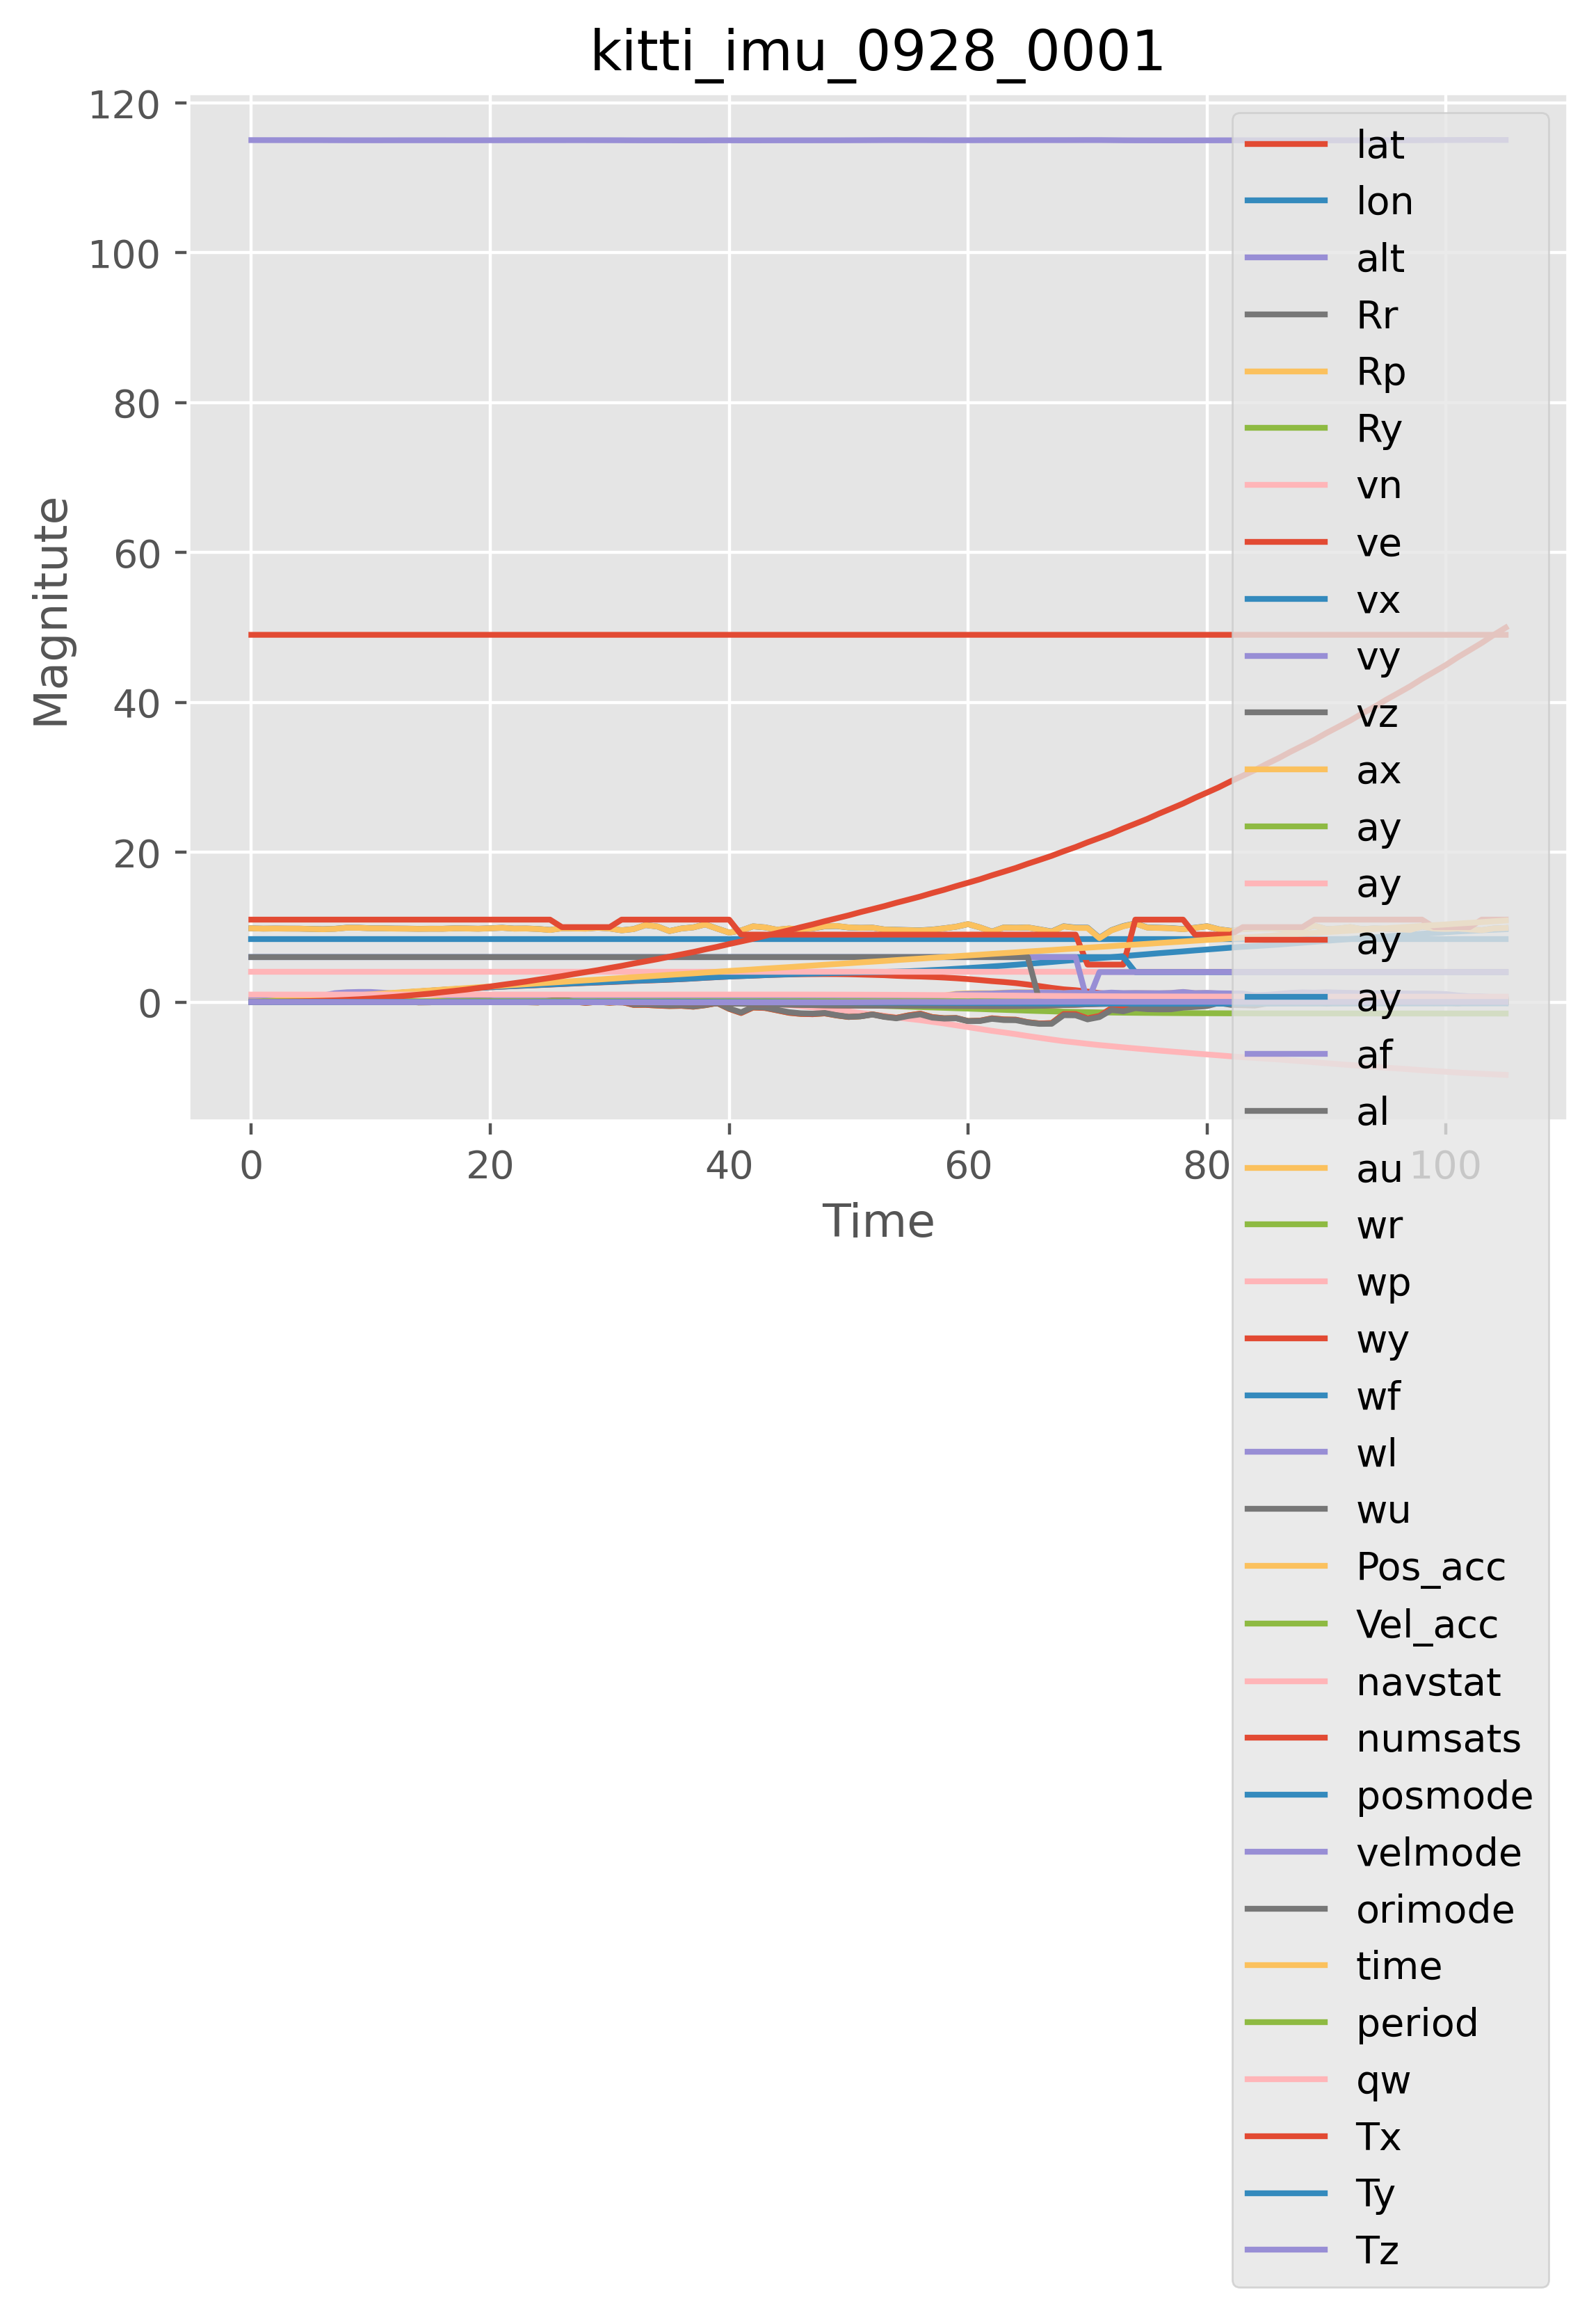 kitti_imu_0928_0001
120
100
80
60
40
20
0
Magnitute
0
20
40
60
80
100
Time
lat
lon
alt
Rr
Rp
Ry
vn
ve
vx
vy
vz
ax
ay
ay
ay
ay
af
al
au
wr
wp
wy
wf
wl
wu
Pos_acc
Vel_acc
navstat
numsats
posmode
velmode
orimode
time
period
qw
Tx
Ty
Tz